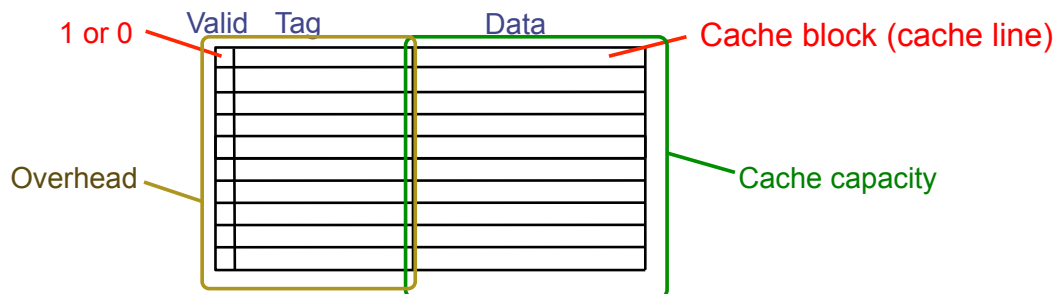 Valid Tag Data
1 or 0
Cache block (cache line)
Overhead
Cache capacity